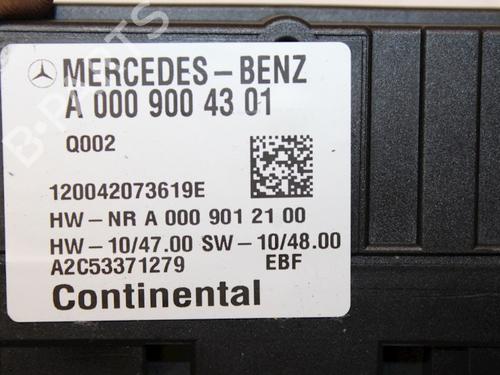 MERCEDES-BENZ
A 000 900 43 01
Q002
120042073619E
HW-NR A 000 901 21 00
HW-10/47.00 SW-10/48.00
A2C53371279 EBF
Continental
B-PARTS